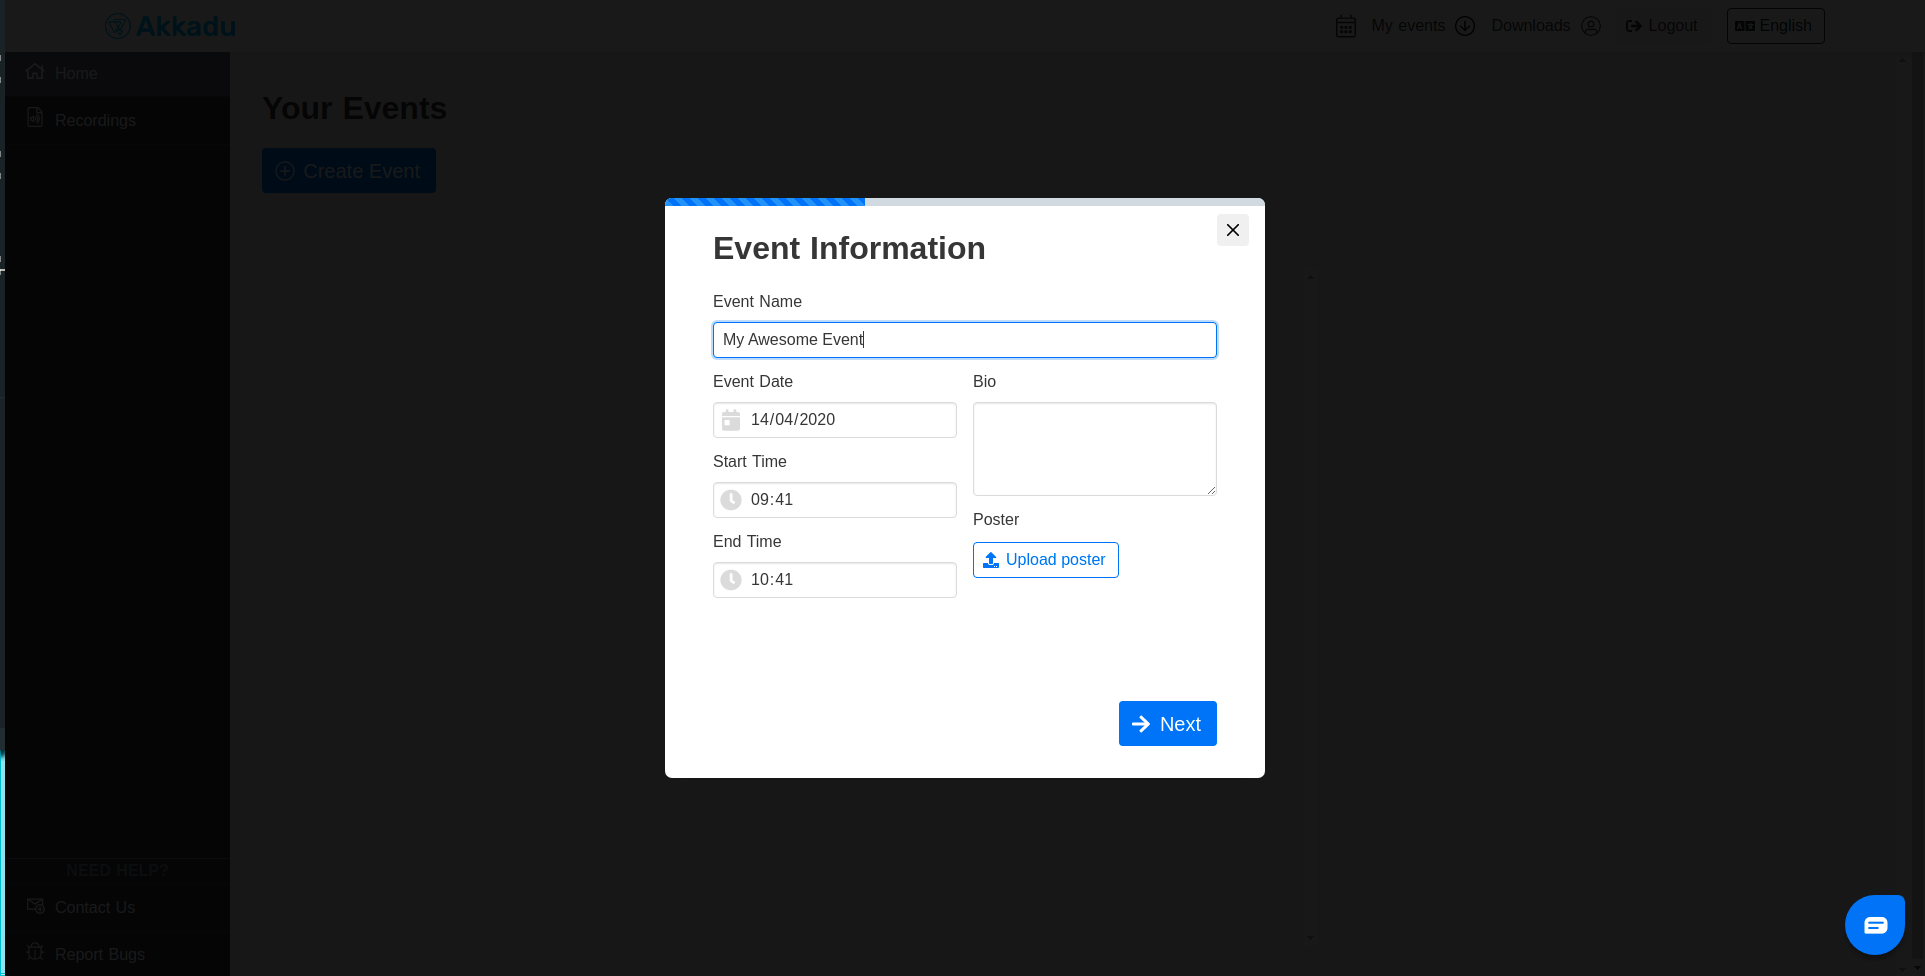 Akkadu
My events
Downloads
Logout
English
Home
Recordings
Your Events
Create Event
Event Information
Event Name
My Awesome Event
Event Date
14/04/2020
Start Time
09:41
End Time
10:41
Bio
Poster
Upload poster
Next
NEED HELP?
Contact Us
Report Bugs